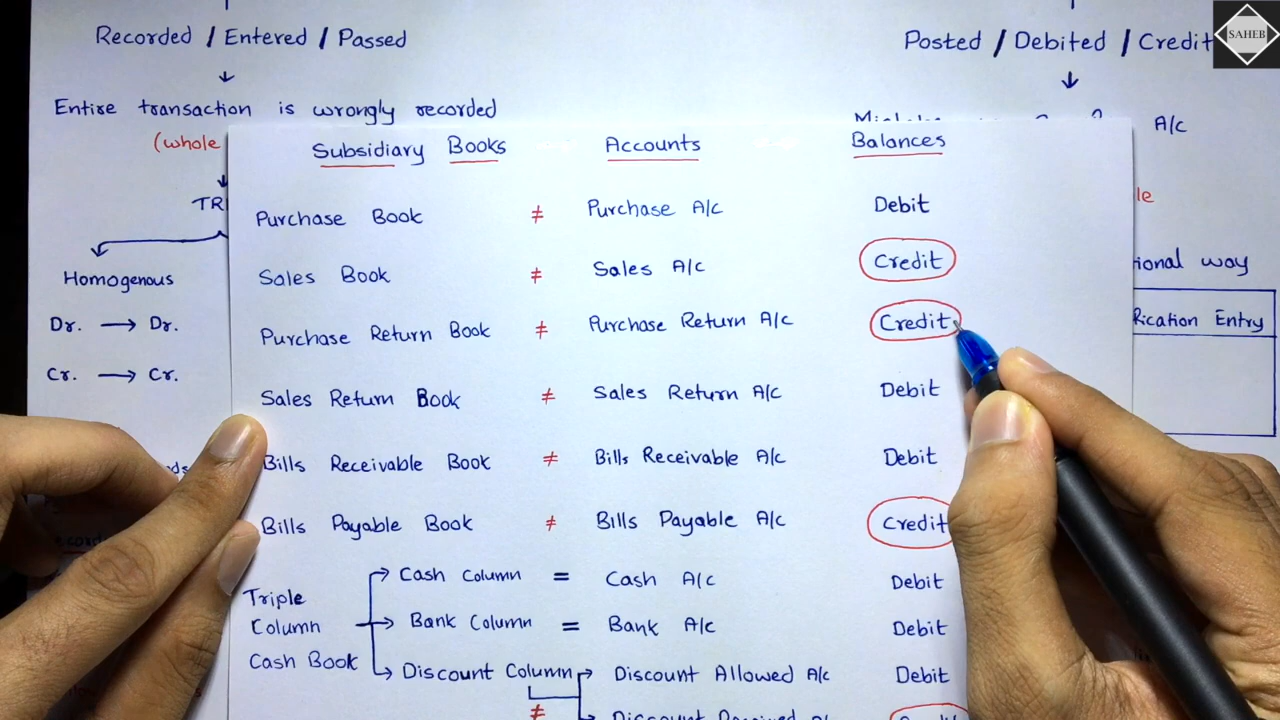 Recorded / Entered / Passed
Posted / Debited / Credit
SAHEB
Entire transaction is wrongly recorded
(whole
A/c
Subsidiary Books Accounts Balances
TR
le
Purchase Book ≠ Purchase A/c Debit
Sales Book ≠ Sales A/c Credit
ional way
Homogenous
Purchase Return Book ≠ Purchase Return A/c Credit
rication Entry
Dr. → Dr.
Cr. → Cr.
Sales Return Book ≠ Sales Return A/c Debit
Bills Receivable Book ≠ Bills Receivable A/c Debit
Bills Payable Book ≠ Bills Payable A/c Credit
Triple Column Cash Book
Cash Column = Cash A/c Debit
Bank Column = Bank A/c Debit
Discount Column Discount Allowed A/c Debit
≠